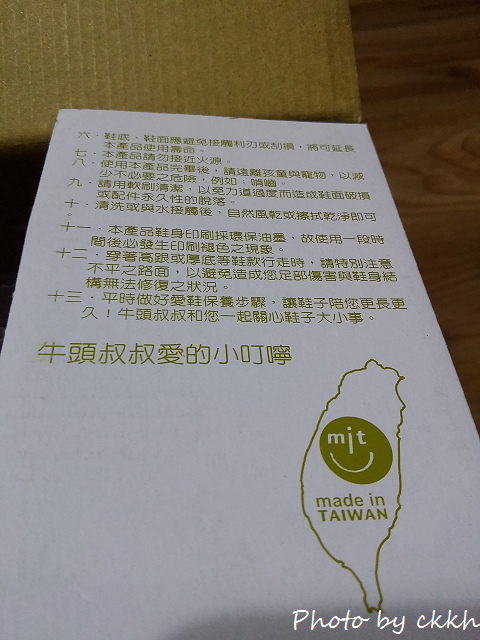 六．鞋底、鞋面應避免接觸利刃或刮損，將可延長
本產品使用壽命。
七．本產品請勿接近火源。
八．使用本產品完畢後，請遠離孩童與寵物，以減
少不必要之危險，例如：啃嚙。
九．請用軟刷清潔，以免力道過度而造成鞋面破損
或配件永久性的脫落。
十．清洗或與水接觸後，自然風乾或擦拭乾淨即可
。
十一．本產品鞋身印刷採環保油墨，故使用一段時
間後必發生印刷褪色之現象。
十二．穿著高跟或厚底等鞋款行走時，請特別注意
不平之路面，以避免造成您足部傷害與鞋身結
構無法修復之狀況。
十三．平時做好愛鞋保養步驟，讓鞋子陪您更長更
久！牛頭叔叔和您一起關心鞋子大小事。
牛頭叔叔愛的小叮嚀
mit
made in
TAIWAN
Photo by ckkh